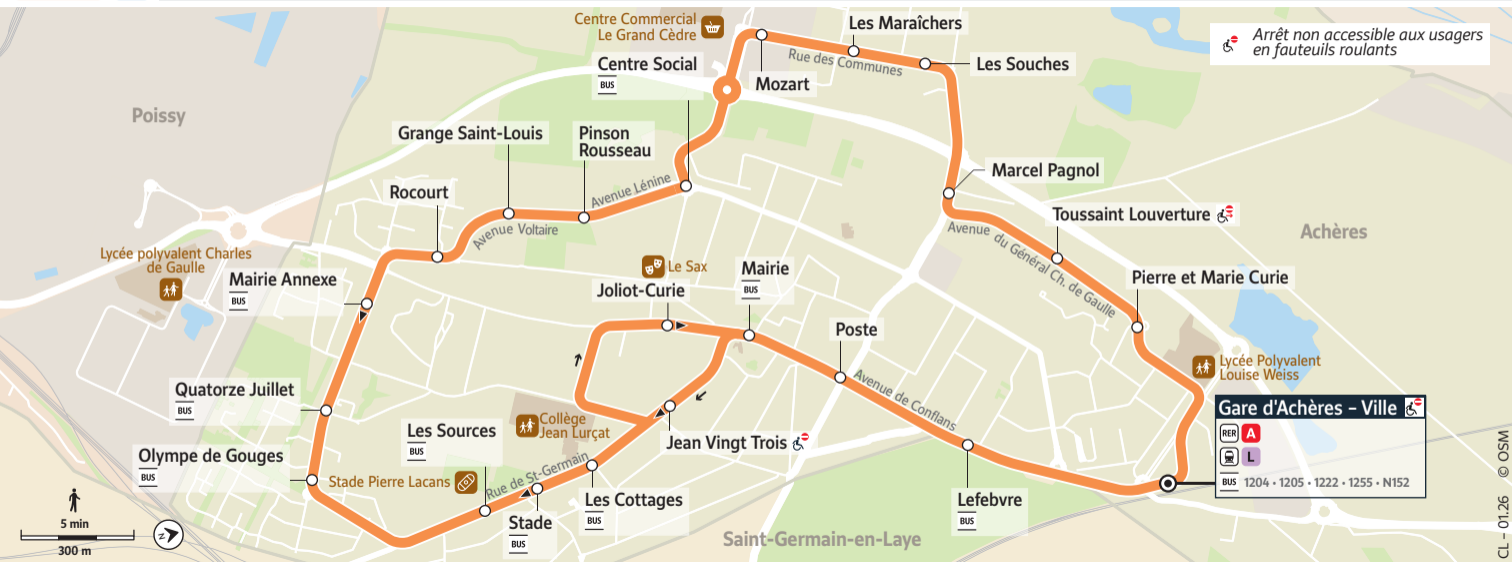 Centre Commercial
Le Grand Cèdre
Les Maraîchers
Arrêt non accessible aux usagers
en fauteuils roulants
Rue des Communes
Centre Social
BUS
Mozart
Les Souches
Poissy
Grange Saint-Louis
Pinson
Rousseau
Marcel Pagnol
Rocourt
Avenue Lénine
Avenue Voltaire
Toussaint Louverture
Avenue du Général Ch. de Gaulle
Achères
Lycée polyvalent Charles
de Gaulle
Mairie Annexe
BUS
Le Sax
Joliot-Curie
Mairie
BUS
Pierre et Marie Curie
Poste
Lycée Polyvalent
Louise Weiss
Quatorze Juillet
BUS
Avenue de Conflans
Gare d'Achères – Ville
RER A
L
BUS 1204 • 1205 • 1222 • 1255 • N152
Collège
Jean Lurçat
Les Sources
BUS
Jean Vingt Trois
Olympe de Gouges
BUS
Stade Pierre Lacans
Rue de St-Germain
Les Cottages
BUS
Lefebvre
BUS
Stade
BUS
Saint-Germain-en-Laye
5 min
300 m
N
CL – 01.26 © OSM